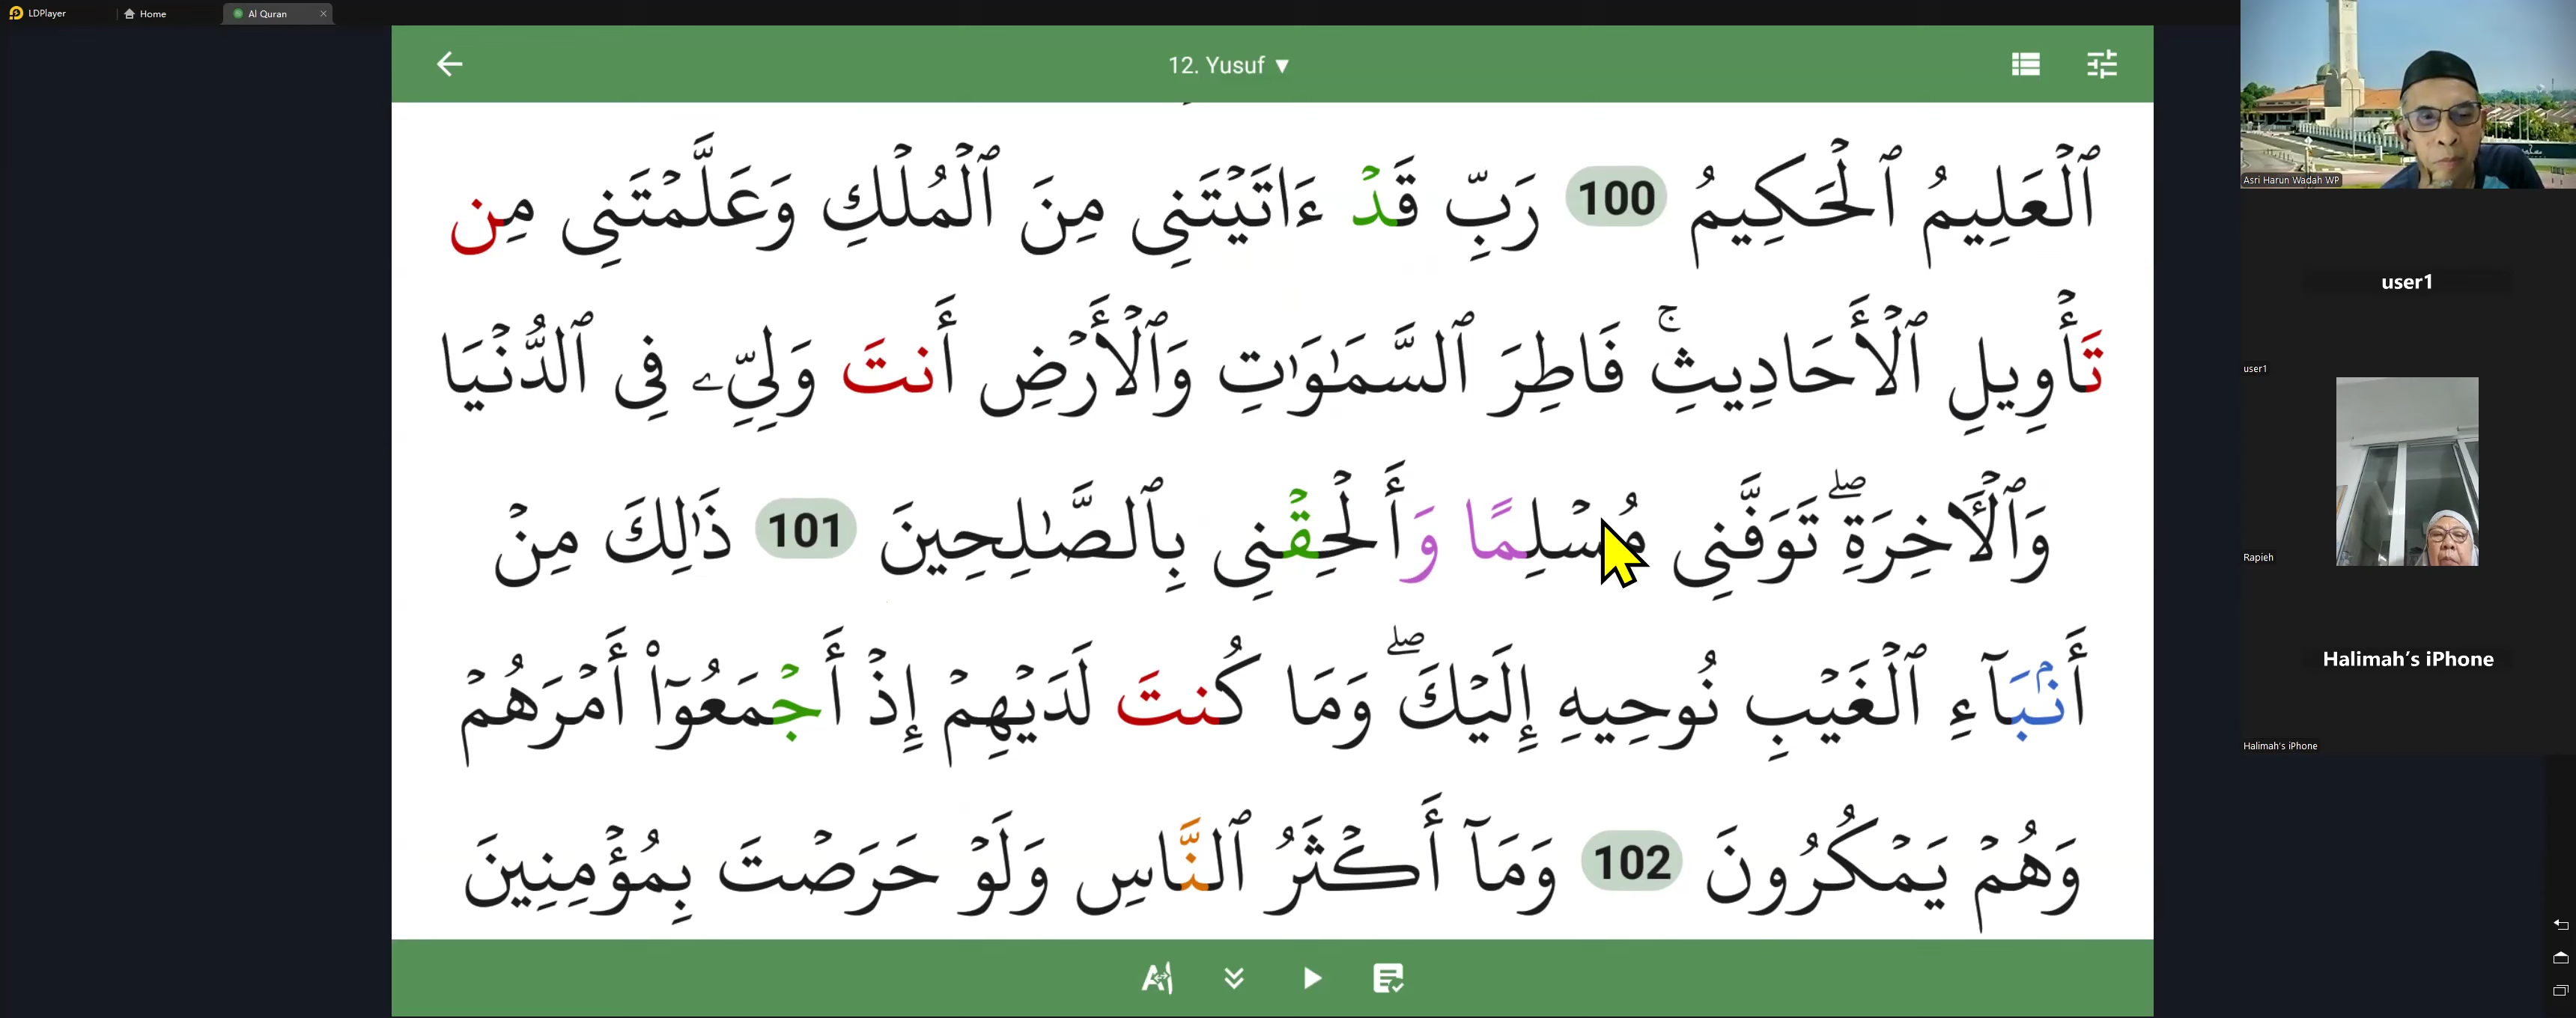 LDPlayer
Home
Al Quran
12. Yusuf ▼
ٱلۡعَلِيمُ ٱلۡحَكِيمُ 100 رَبِّ قَدۡ ءَاتَيۡتَنِي مِنَ ٱلۡمُلۡكِ وَعَلَّمۡتَنِي مِن
تَأۡوِيلِ ٱلۡأَحَادِيثِۚ فَاطِرَ ٱلسَّمَٰوَٰتِ وَٱلۡأَرۡضِ أَنتَ وَلِيِّۦ فِي ٱلدُّنۡيَا
وَٱلۡأٓخِرَةِۖ تَوَفَّنِي مُسۡلِمٗا وَأَلۡحِقۡنِي بِٱلصَّٰلِحِينَ 101 ذَٰلِكَ مِنۡ
أَنۢبَآءِ ٱلۡغَيۡبِ نُوحِيهِ إِلَيۡكَۖ وَمَا كُنتَ لَدَيۡهِمۡ إِذۡ أَجۡمَعُوٓاْ أَمۡرَهُمۡ
وَهُمۡ يَمۡكُرُونَ 102 وَمَآ أَكۡثَرُ ٱلنَّاسِ وَلَوۡ حَرَصۡتَ بِمُؤۡمِنِينَ
Asri Harun Wadah WP
user1
user1
Rapieh
Halimah's iPhone
Halimah's iPhone